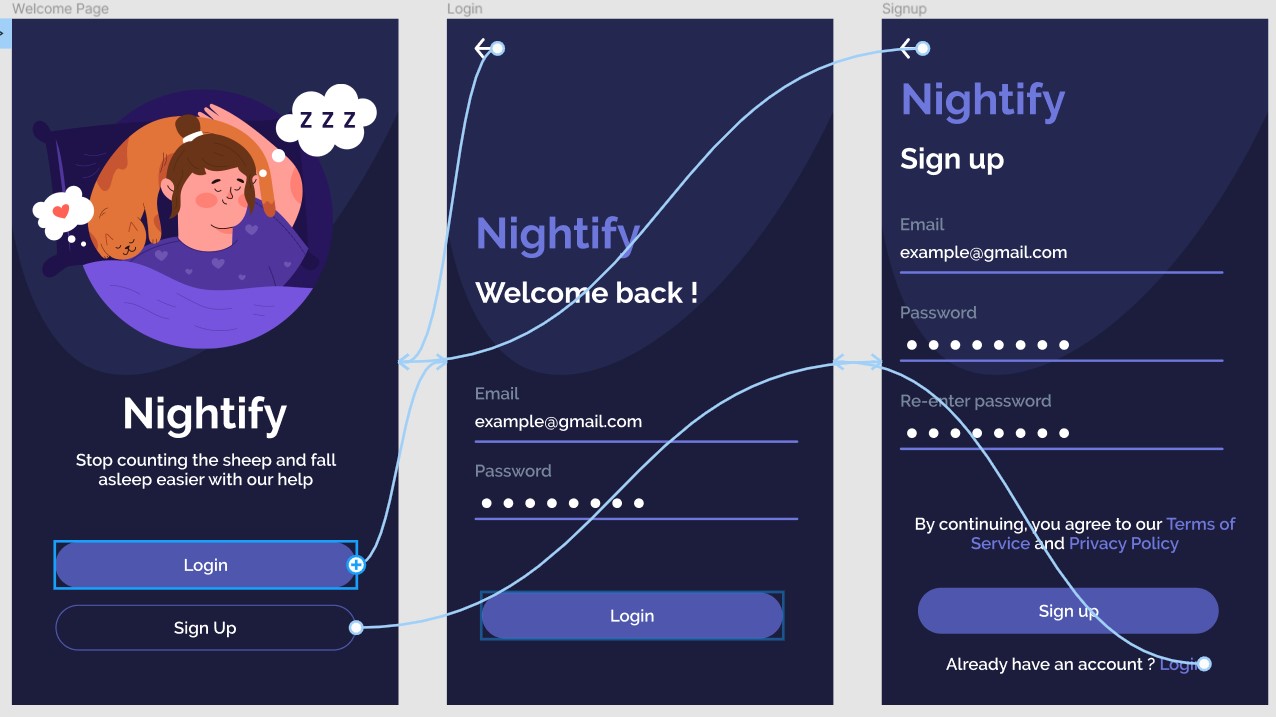 Welcome Page
Z Z Z
Nightify
Stop counting the sheep and fall
asleep easier with our help
Login
Sign Up
Login
Nightify
Welcome back !
Email
example@gmail.com
Password
Login
Signup
Nightify
Sign up
Email
example@gmail.com
Password
Re-enter password
By continuing, you agree to our Terms of
Service and Privacy Policy
Sign up
Already have an account ? Login